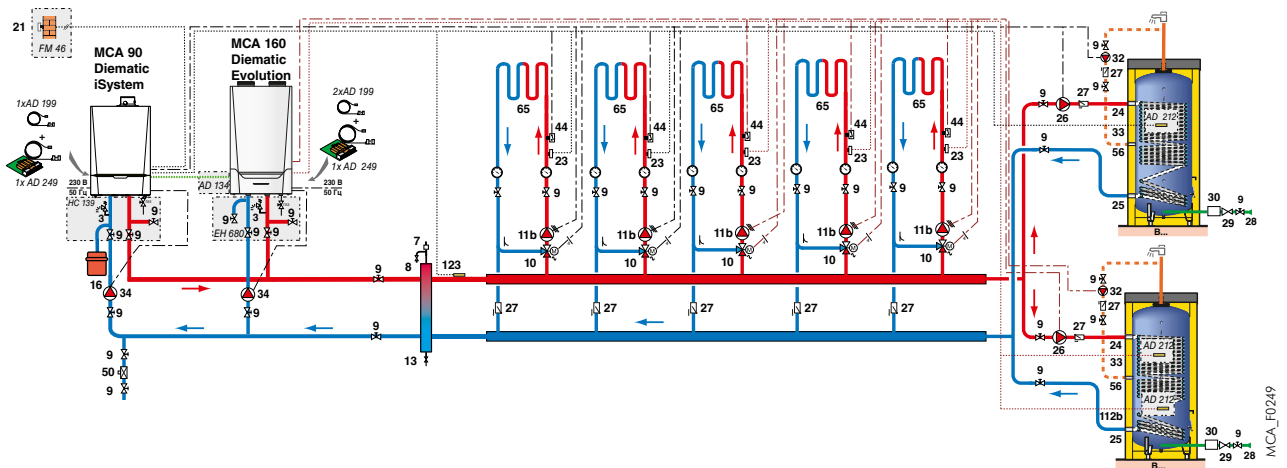 21
FM 46
MCA 90
Diematic
iSystem
MCA 160
Diematic
Evolution
1xAD 199
+
1x AD 249
2xAD 199
+
1x AD 249
230 В
50 Гц
AD 134
230 В
50 Гц
HC 139
3
9
9
9
EH 680
9
3
9
9
9
16
34
9
34
9
9
50
9
9
9
7
8
13
123
65
65
65
65
65
44
44
44
44
44
23
23
23
23
23
9
9
9
9
9
9
9
9
9
9
11b
11b
11b
11b
11b
M
M
M
M
M
10
10
10
10
10
27
27
27
27
27
9
32
27
9
9
27
26
24
AD 212
33
56
9
25
30
9
29
28
B...
9
32
27
9
9
27
26
24
AD 212
33
56
9
AD 212
112b
25
30
9
29
28
B...
MCA_F0249